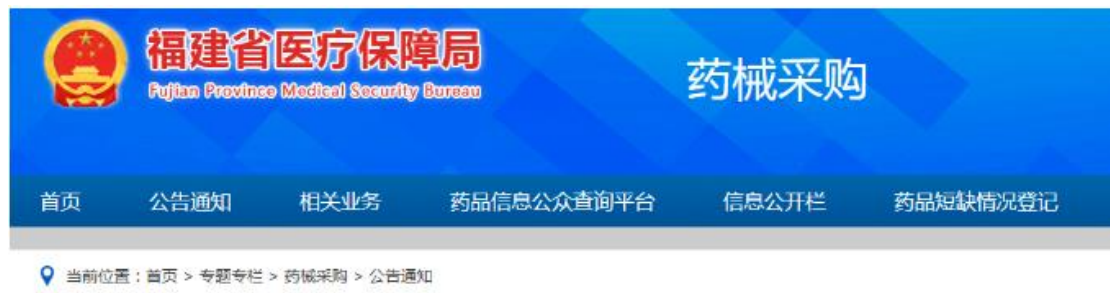 福建省医疗保障局
Fujian Province Medical Security Bureau
药械采购
首页 公告通知 相关业务 药品信息公众查询平台 信息公开栏 药品短缺情况登记
当前位置：首页 > 专题专栏 > 药械采购 > 公告通知